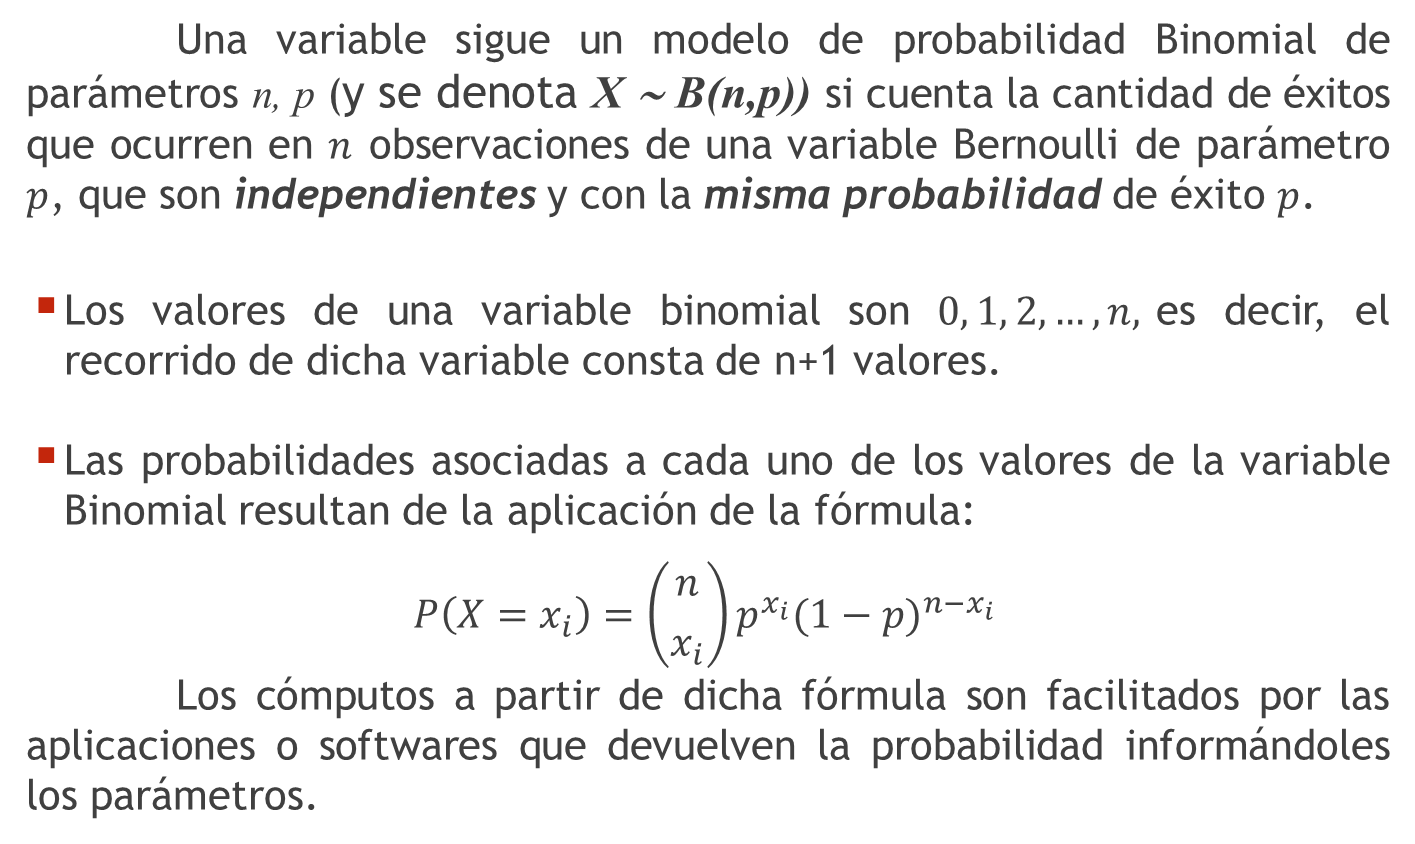 Una variable sigue un modelo de probabilidad Binomial de
parámetros n, p (y se denota X ~ B(n,p)) si cuenta la cantidad de éxitos
que ocurren en n observaciones de una variable Bernoulli de parámetro
p, que son independientes y con la misma probabilidad de éxito p.
▪ Los valores de una variable binomial son 0, 1, 2, … , n, es decir, el
recorrido de dicha variable consta de n+1 valores.
▪ Las probabilidades asociadas a cada uno de los valores de la variable
Binomial resultan de la aplicación de la fórmula:
P(X = xᵢ) = (n xᵢ) p^{xᵢ} (1 − p)^{n−xᵢ}
Los cómputos a partir de dicha fórmula son facilitados por las
aplicaciones o softwares que devuelven la probabilidad informándoles
los parámetros.